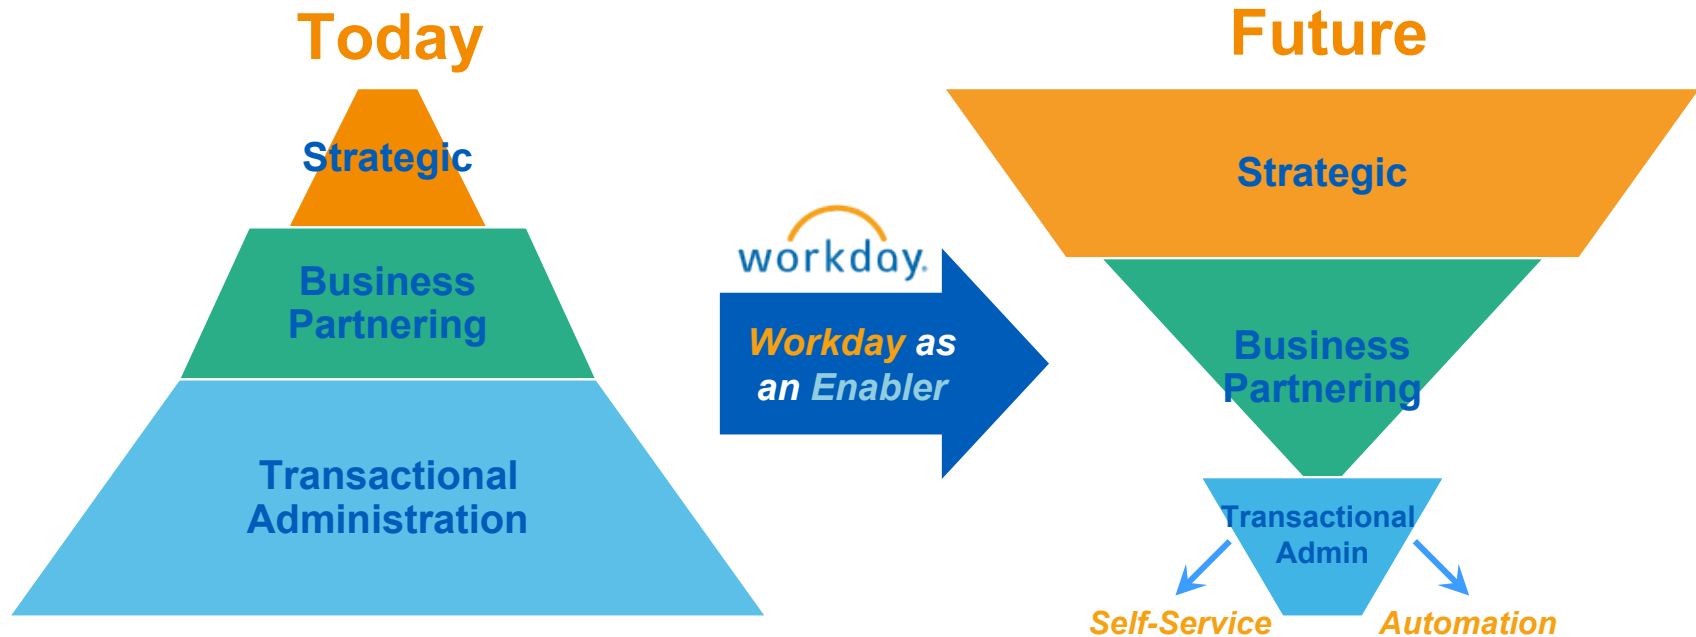 Today
Strategic
Business
Partnering
Transactional
Administration
workday.
Workday as
an Enabler
Future
Strategic
Business
Partnering
Transactional
Admin
Self-Service
Automation